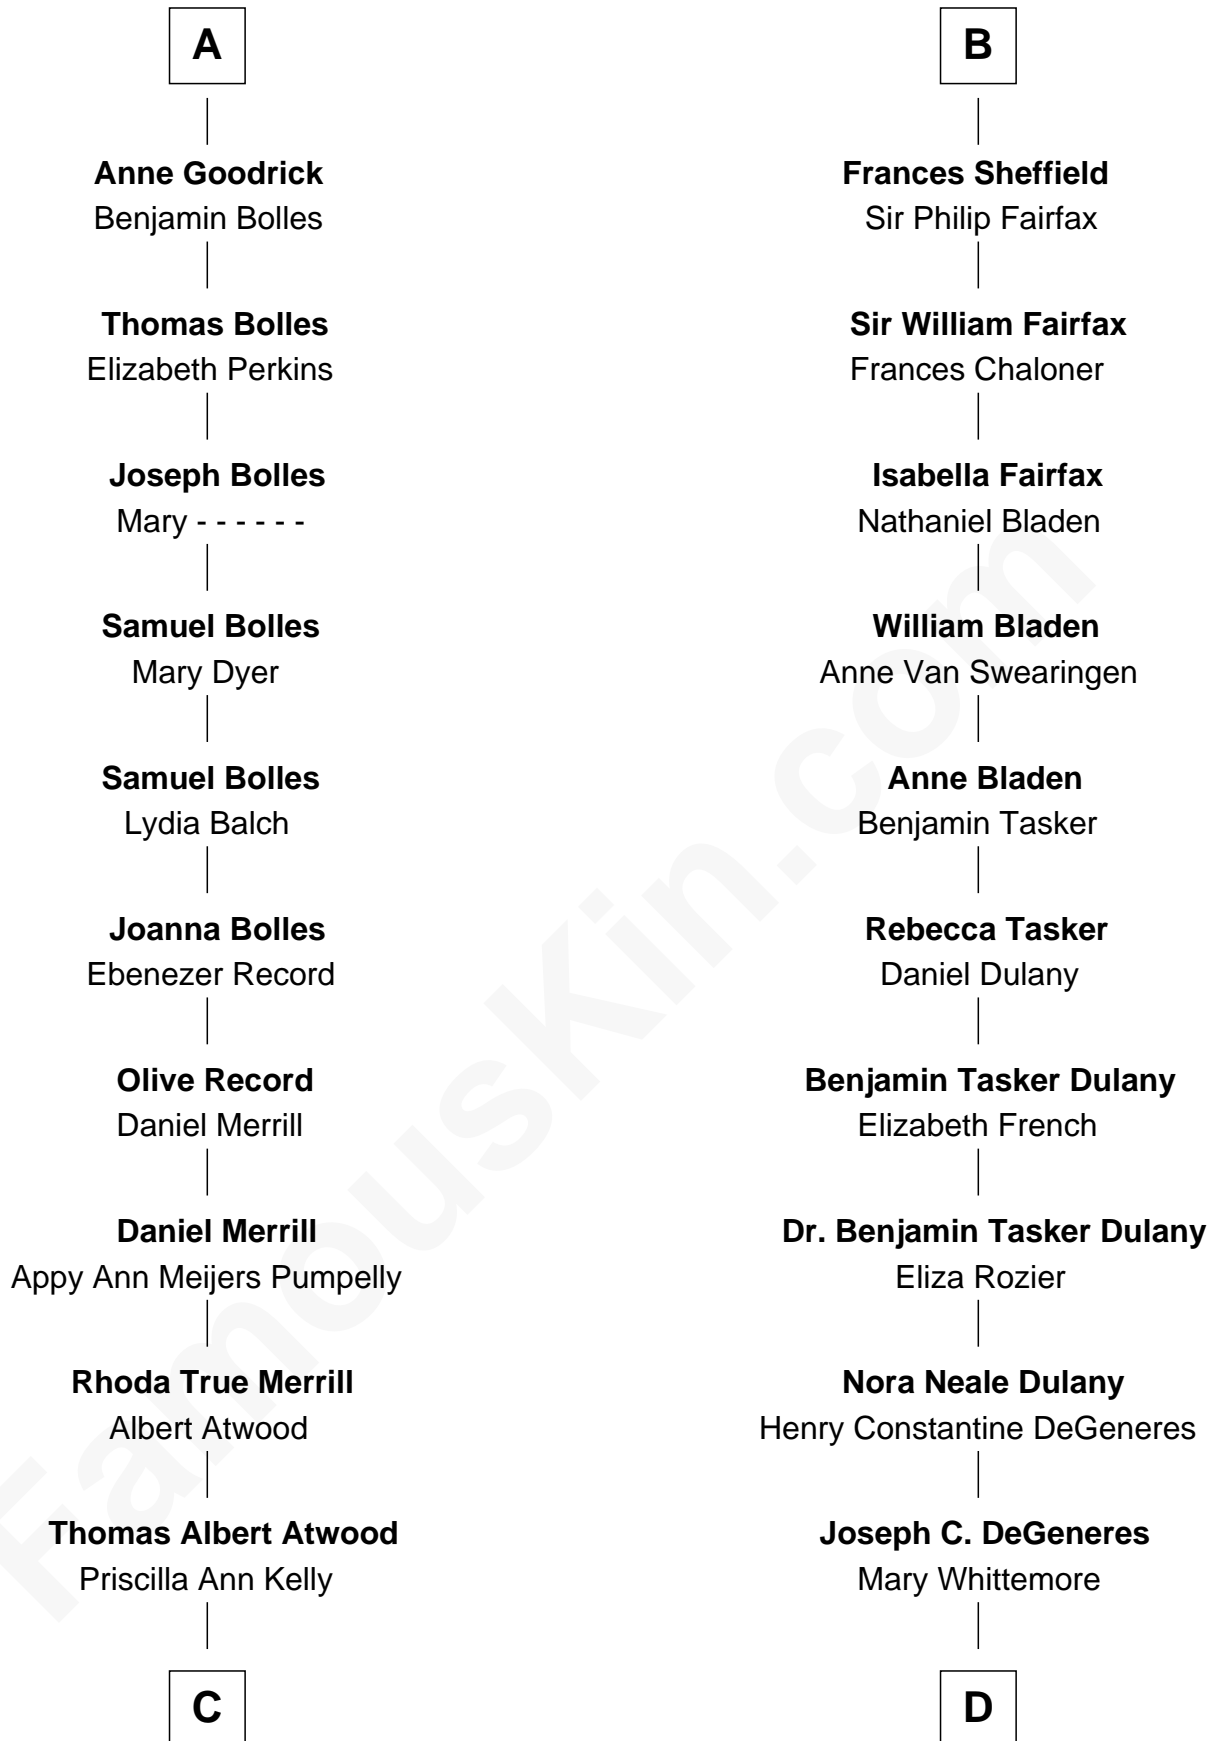 A
Anne Goodrick
Benjamin Bolles
Thomas Bolles
Elizabeth Perkins
Joseph Bolles
Mary - - - - - -
Samuel Bolles
Mary Dyer
Samuel Bolles
Lydia Balch
Joanna Bolles
Ebenezer Record
Olive Record
Daniel Merrill
Daniel Merrill
Appy Ann Meijers Pumpelly
Rhoda True Merrill
Albert Atwood
Thomas Albert Atwood
Priscilla Ann Kelly
C
B
Frances Sheffield
Sir Philip Fairfax
Sir William Fairfax
Frances Chaloner
Isabella Fairfax
Nathaniel Bladen
William Bladen
Anne Van Swearingen
Anne Bladen
Benjamin Tasker
Rebecca Tasker
Daniel Dulany
Benjamin Tasker Dulany
Elizabeth French
Dr. Benjamin Tasker Dulany
Eliza Rozier
Nora Neale Dulany
Henry Constantine DeGeneres
Joseph C. DeGeneres
Mary Whittemore
D
FamousKin.com